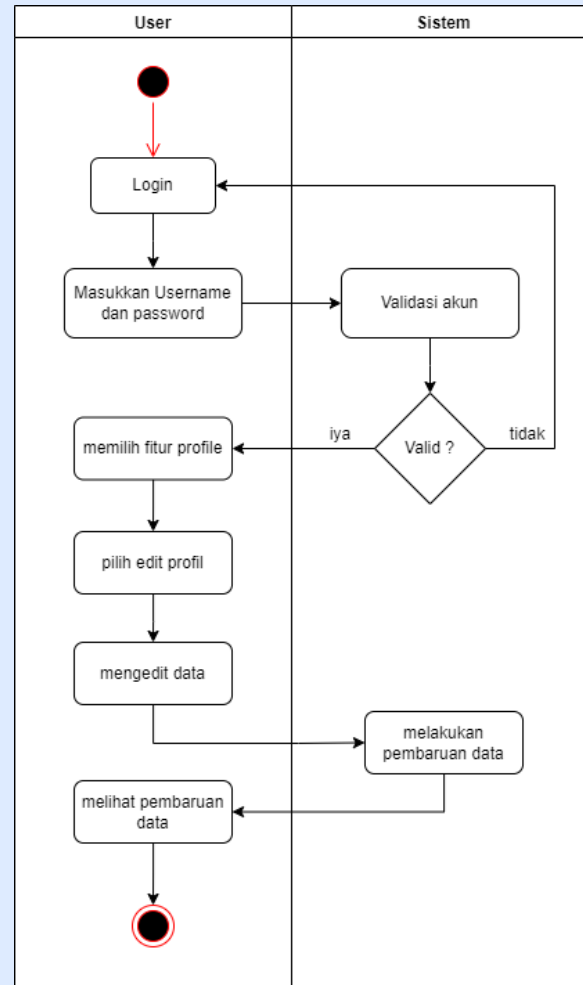 User
Sistem
Login
Masukkan Username
dan password
Validasi akun
Valid ?
iya
tidak
memilih fitur profile
pilih edit profil
mengedit data
melakukan
pembaruan data
melihat pembaruan
data